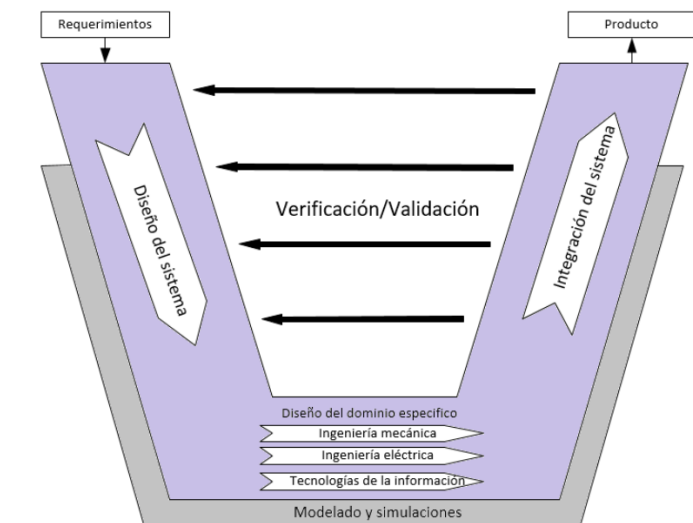 Requerimientos
Producto
Diseño del sistema
Verificación/Validación
Integración del sistema
Diseño del dominio especifico
Ingeniería mecánica
Ingeniería eléctrica
Tecnologías de la información
Modelado y simulaciones